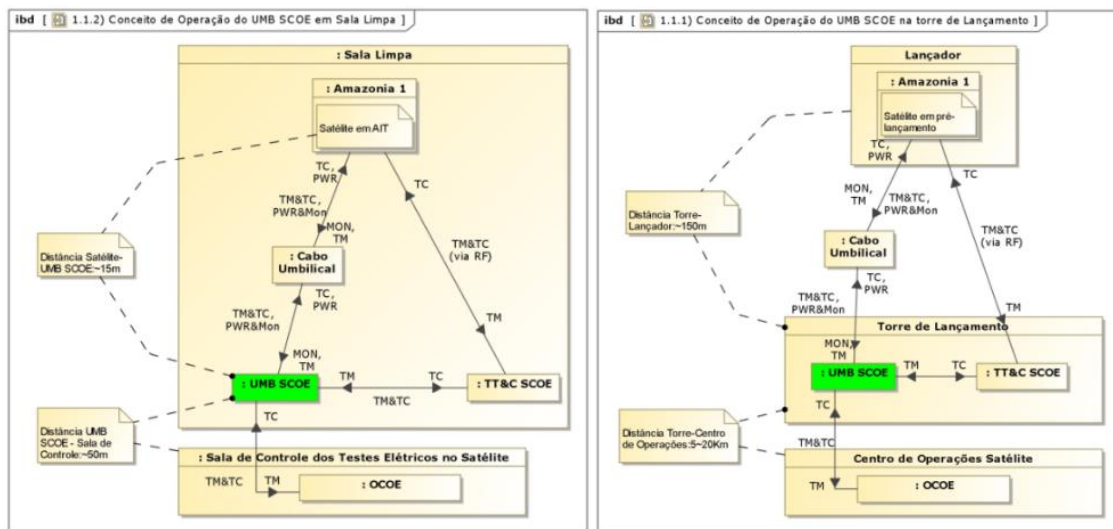 ibd [ 1.1.2) Conceito de Operação do UMB SCOE em Sala Limpa ]
: Sala Limpa
: Amazonia 1
Satélite em AIT
TC,
PWR
TC
TM&TC,
PWR&Mon
MON,
TM
TM&TC
(via RF)
Distância Satélite-
UMB SCOE:~15m
: Cabo
Umbilical
TC,
PWR
TM&TC,
PWR&Mon
TM
MON,
TM
: UMB SCOE
TM
TC
TM&TC
: TT&C SCOE
TC
Distância UMB
SCOE - Sala de
Controle:~50m
: Sala de Controle dos Testes Elétricos no Satélite
TM&TC
TM
: OCOE
ibd [ 1.1.1) Conceito de Operação do UMB SCOE na torre de Lançamento ]
Lançador
: Amazonia 1
Satélite em pré-
lançamento
TC,
PWR
TC
MON,
TM
TM&TC,
PWR&Mon
Distância Torre-
Lançador:~150m
TM&TC
(via RF)
: Cabo
Umbilical
TC,
PWR
TM&TC,
PWR&Mon
TM
Torre de Lançamento
MON,
TM
: UMB SCOE
TM
TC
: TT&C SCOE
TC
Distância Torre-Centro
de Operações:5~20Km
TM&TC
Centro de Operações Satélite
TM
: OCOE